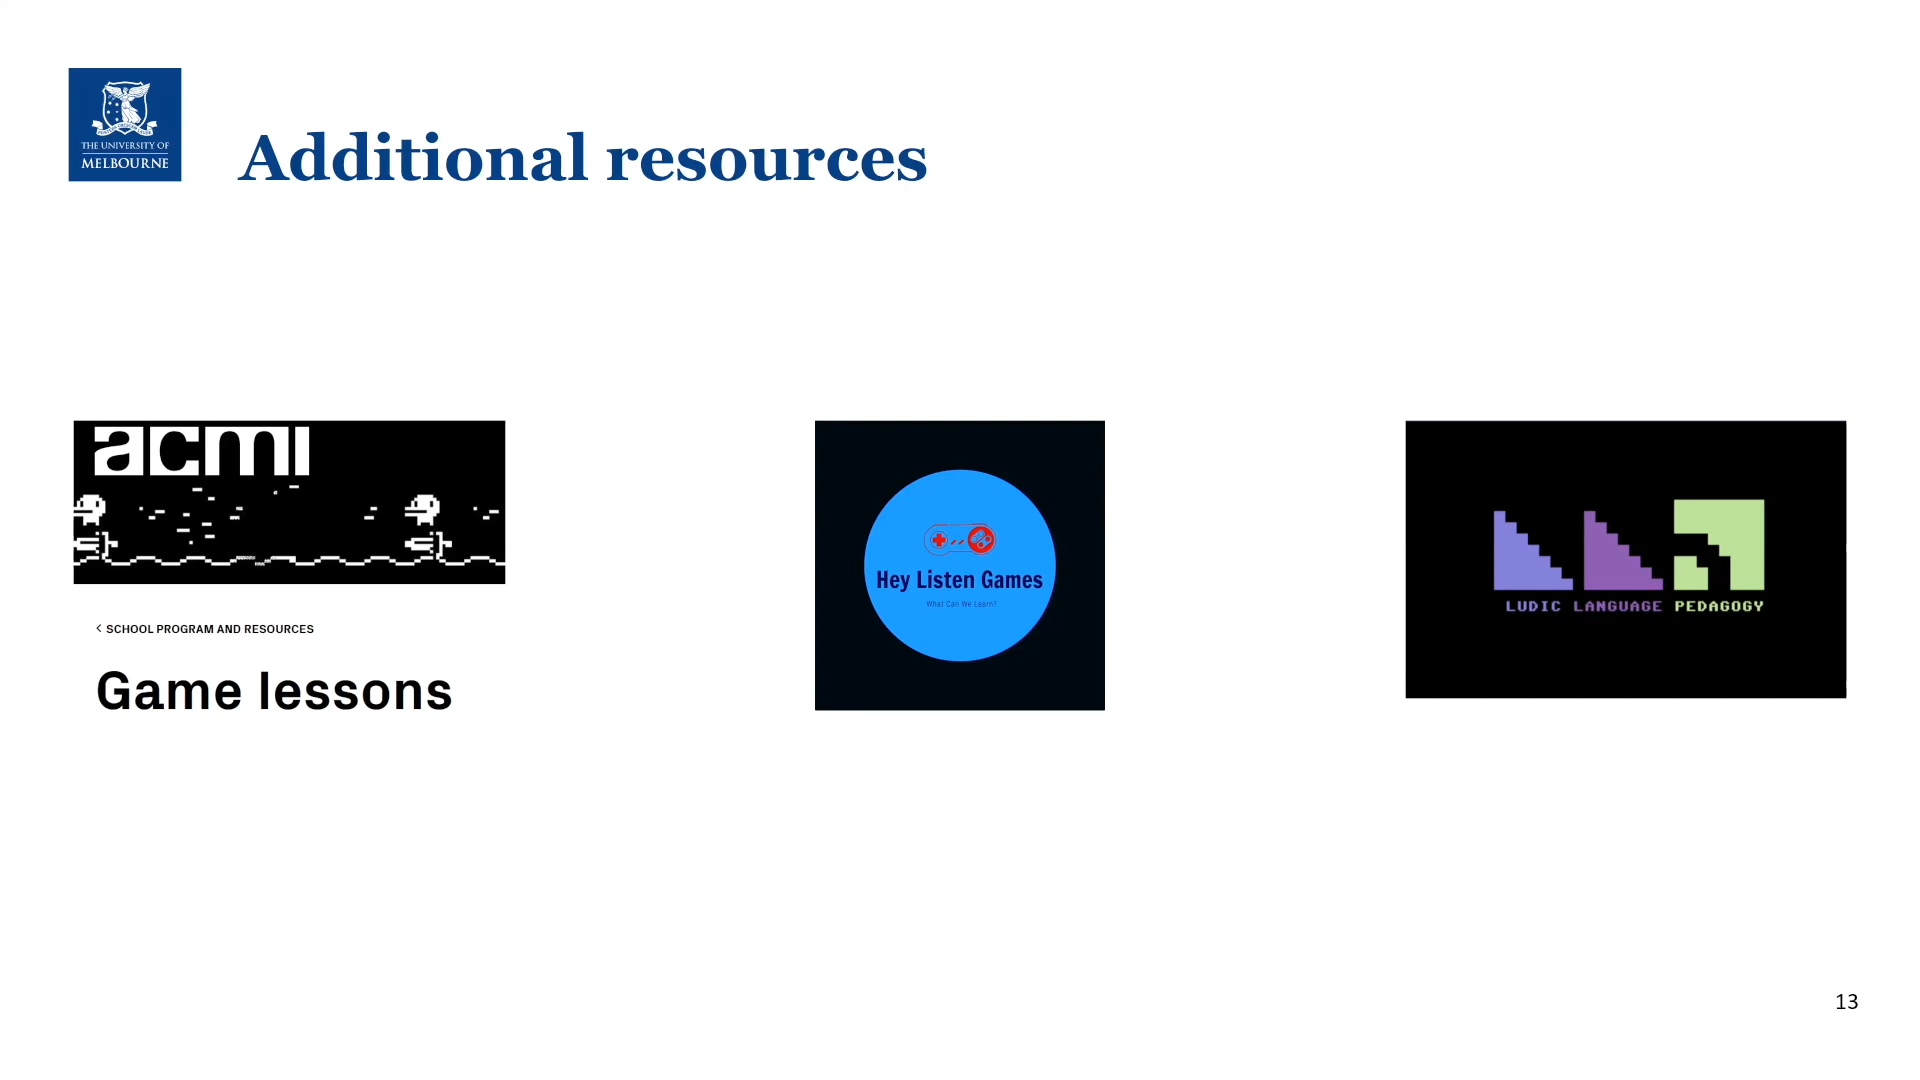 THE UNIVERSITY OF
MELBOURNE
Additional resources
acmi
< SCHOOL PROGRAM AND RESOURCES
Game lessons
Hey Listen Games
What Can We Learn?
LUDIC LANGUAGE PEDAGOGY
13